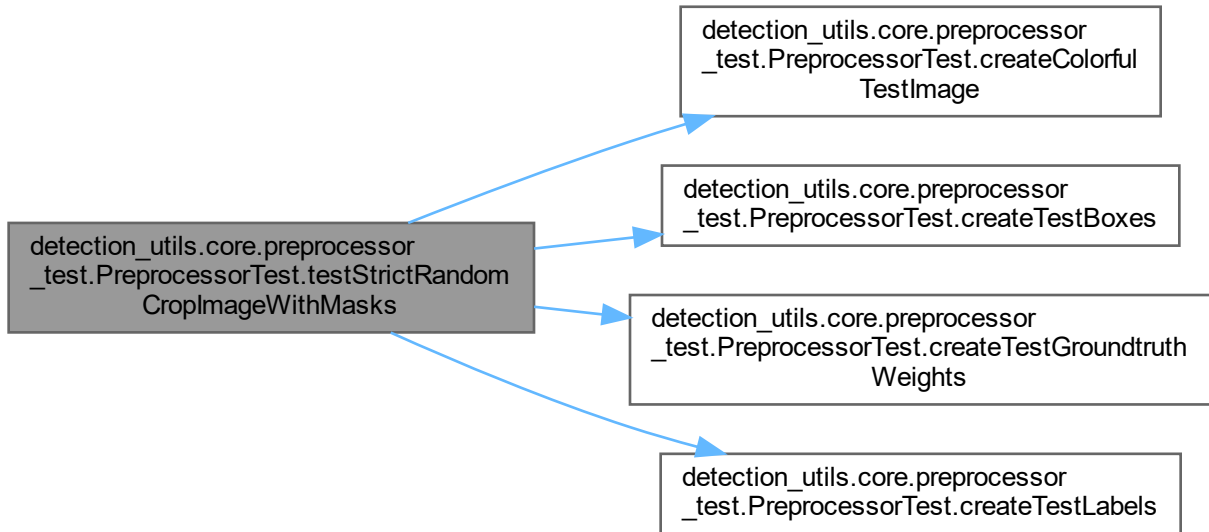 detection_utils.core.preprocessor
_test.PreprocessorTest.testStrictRandom
CropImageWithMasks
detection_utils.core.preprocessor
_test.PreprocessorTest.createColorful
TestImage
detection_utils.core.preprocessor
_test.PreprocessorTest.createTestBoxes
detection_utils.core.preprocessor
_test.PreprocessorTest.createTestGroundtruth
Weights
detection_utils.core.preprocessor
_test.PreprocessorTest.createTestLabels